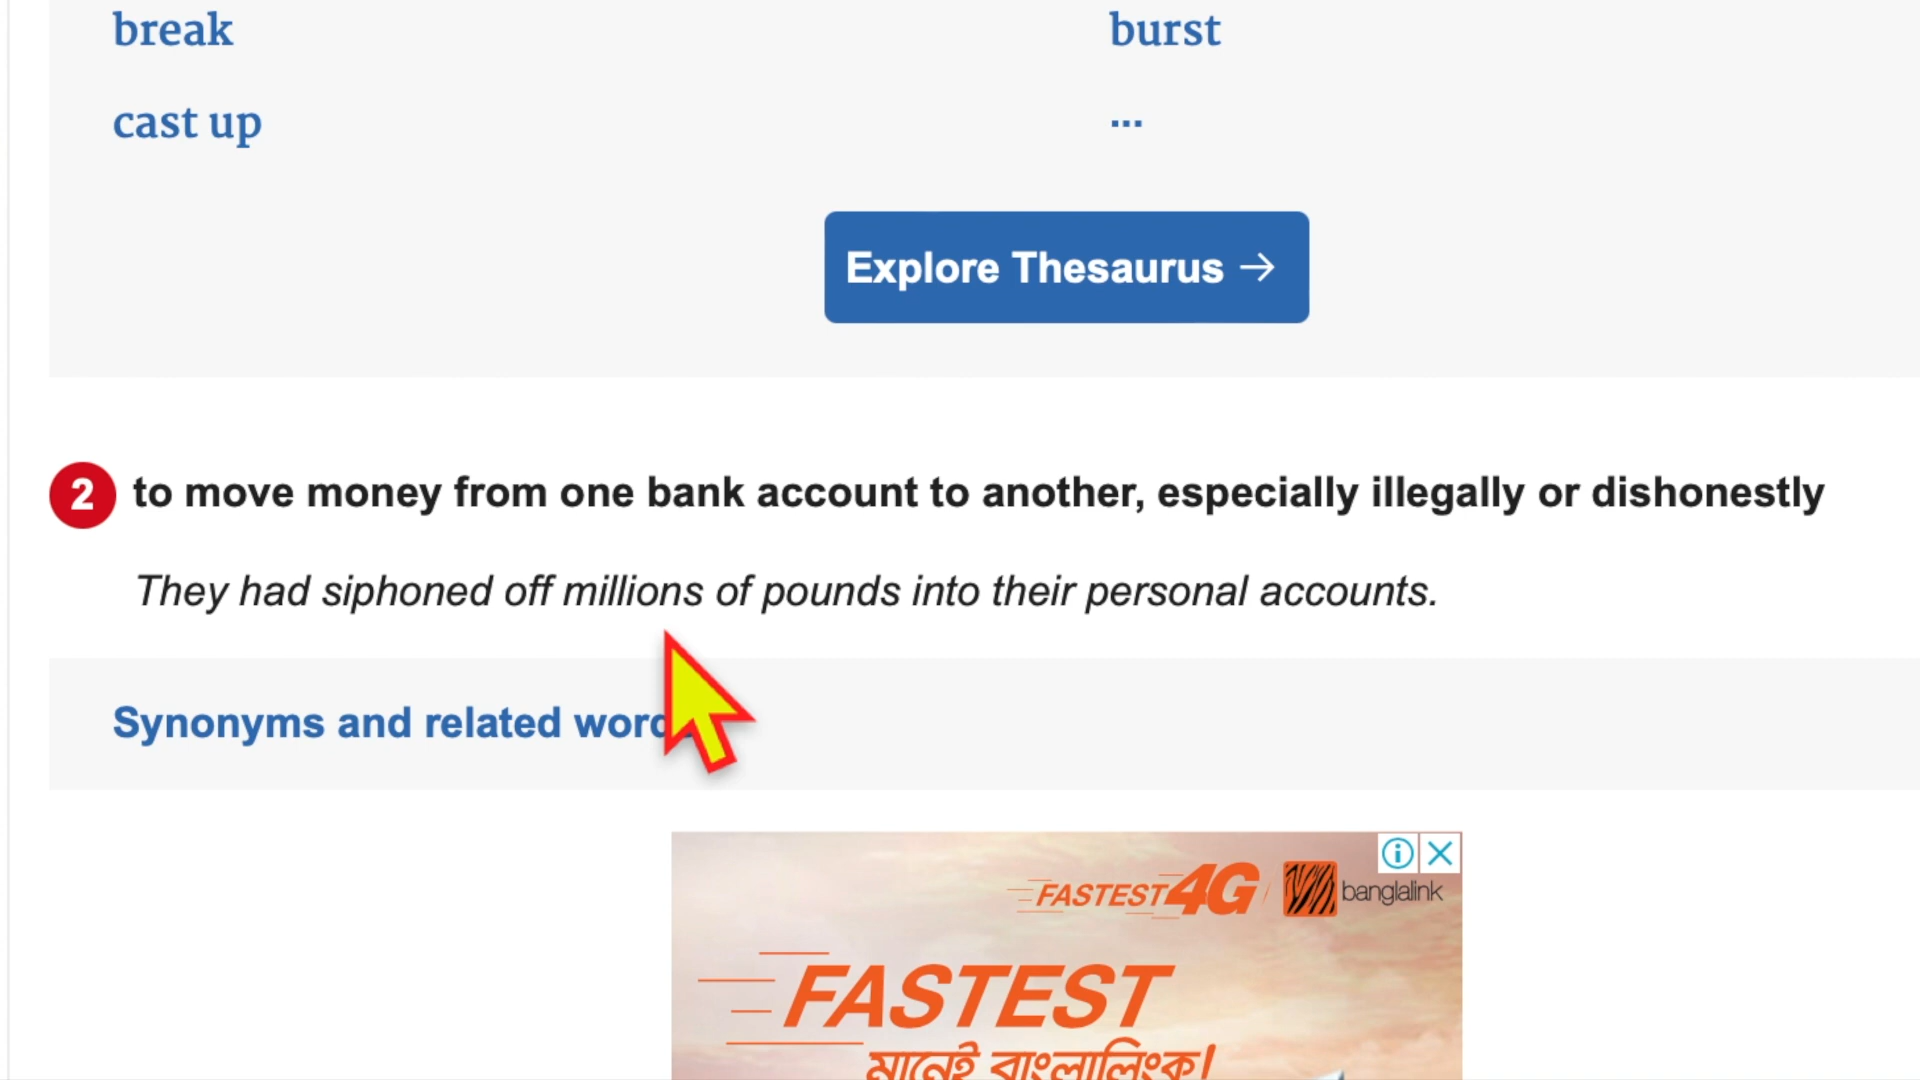 break
burst
cast up
...
Explore Thesaurus →
2 to move money from one bank account to another, especially illegally or dishonestly
They had siphoned off millions of pounds into their personal accounts.
Synonyms and related words
FASTEST 4G banglalink
FASTEST
মানেই বাংলালিংক!